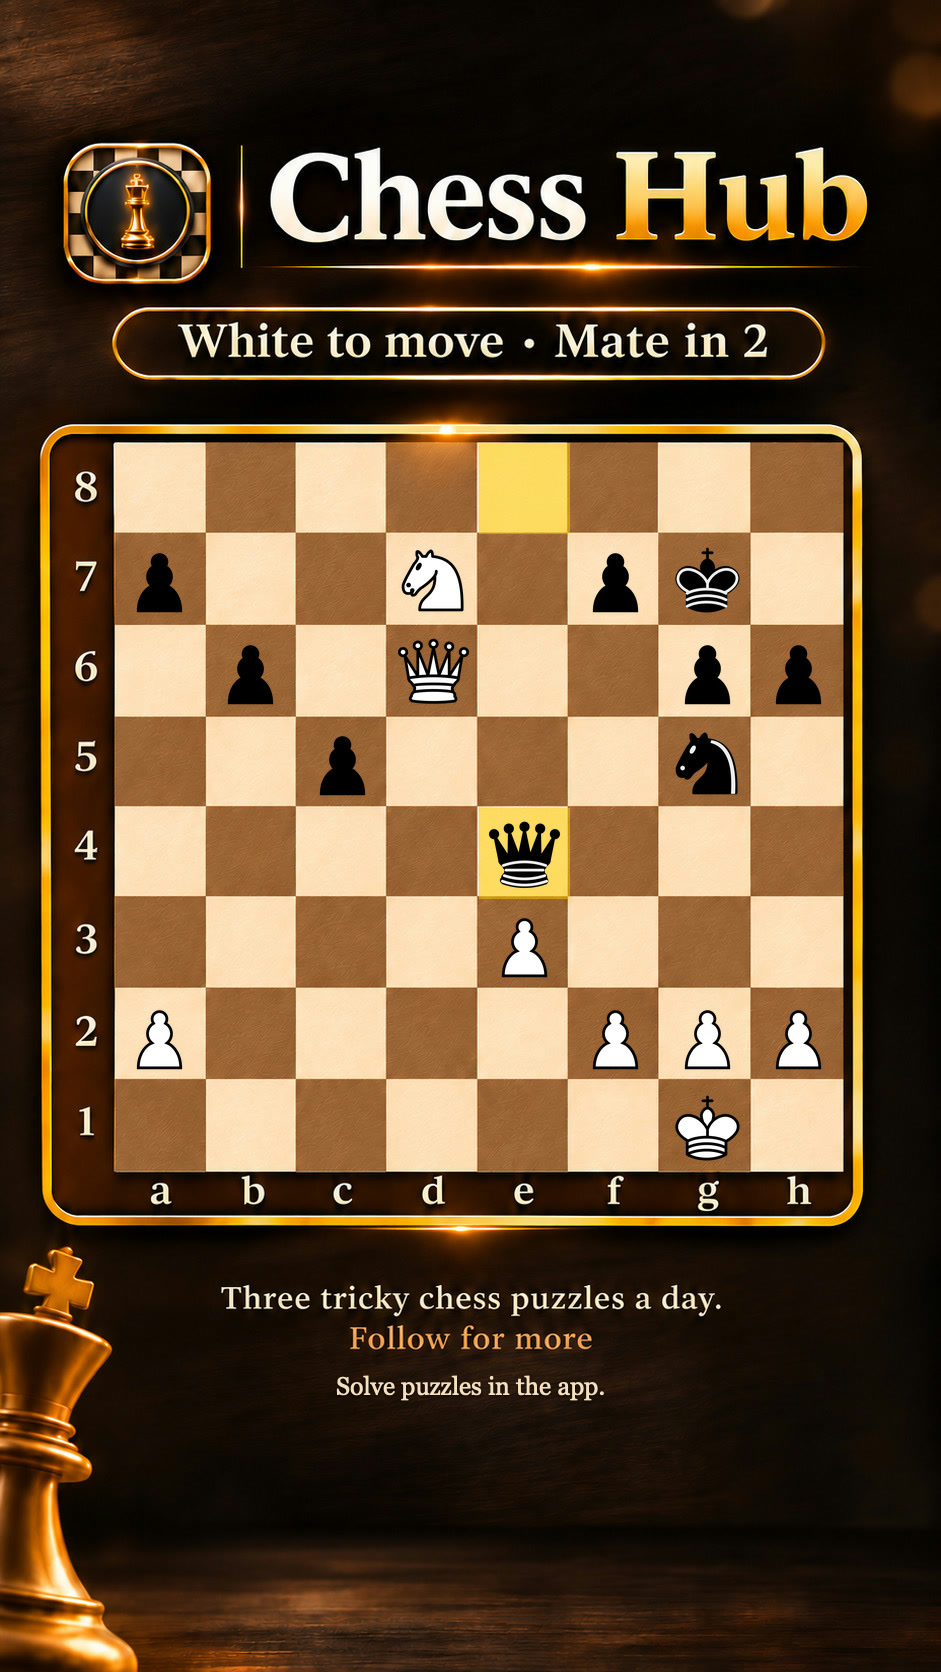 Chess Hub
White to move • Mate in 2
8
7
6
5
4
3
2
1
a b c d e f g h
Three tricky chess puzzles a day.
Follow for more
Solve puzzles in the app.